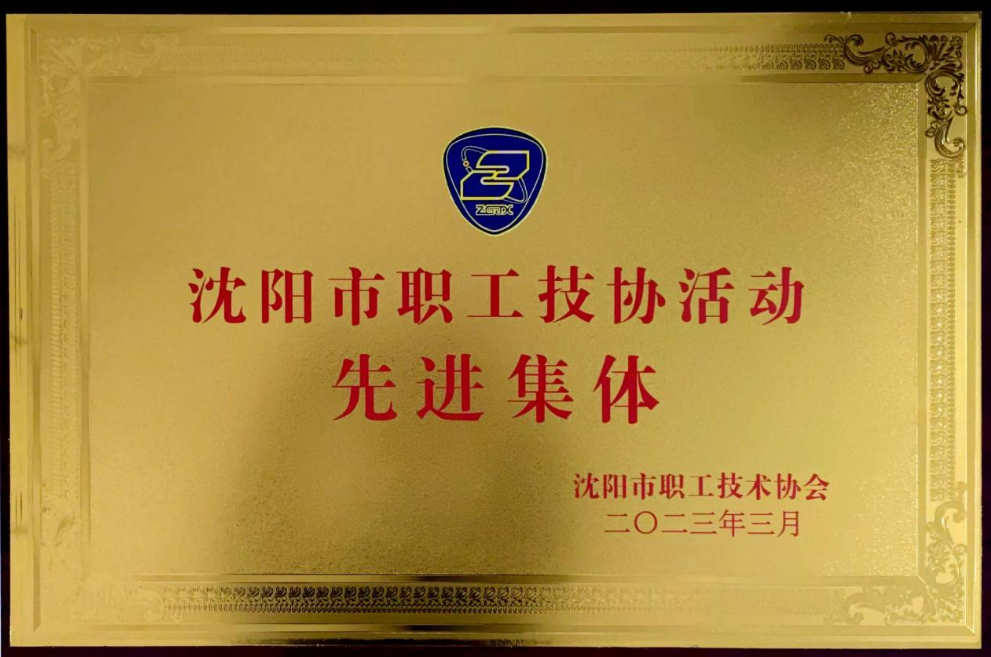 ZGJX
沈阳市职工技协活动
先进集体
沈阳市职工技术协会
二〇二三年三月